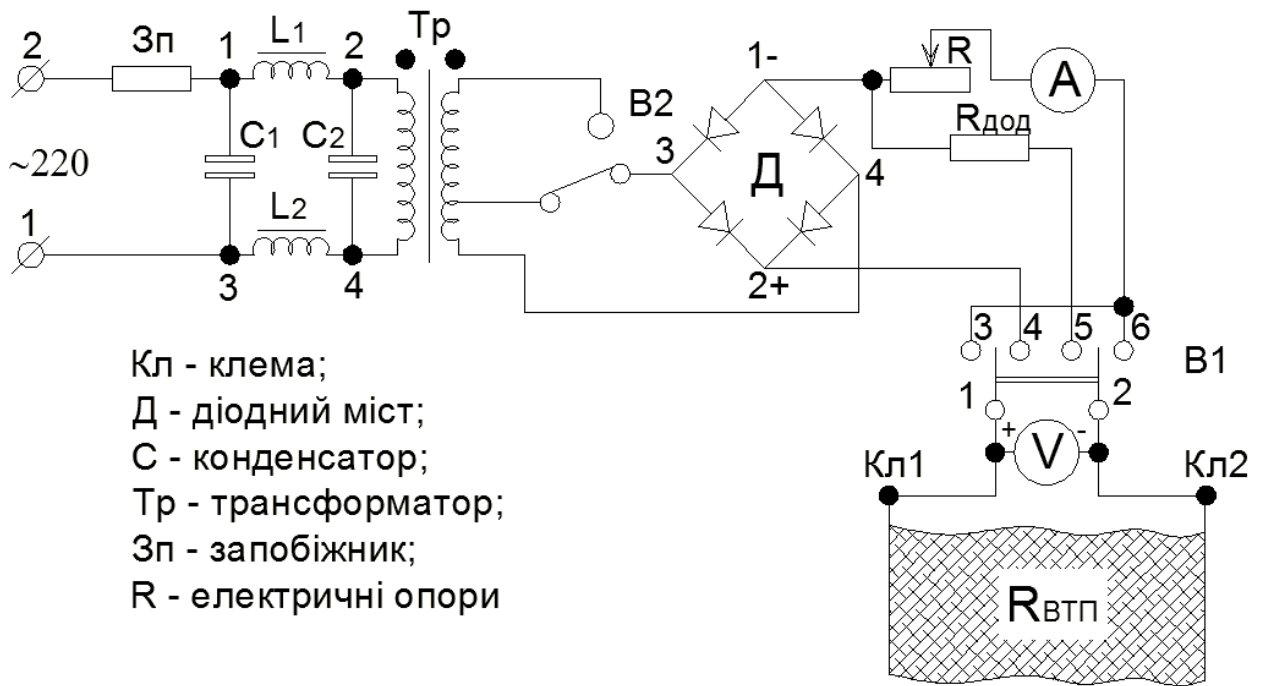 2
Зп
1
L1
2
Тр
1-
R
A
B2
C1
C2
Rдод
~220
3
Д
4
1
L2
3
4
2+
3
4
5
6
B1
1
2
+
-
V
Кл1
Кл2
Кл - клема;
Д - діодний міст;
С - конденсатор;
Тр - трансформатор;
Зп - запобіжник;
R - електричні опори
RВТП